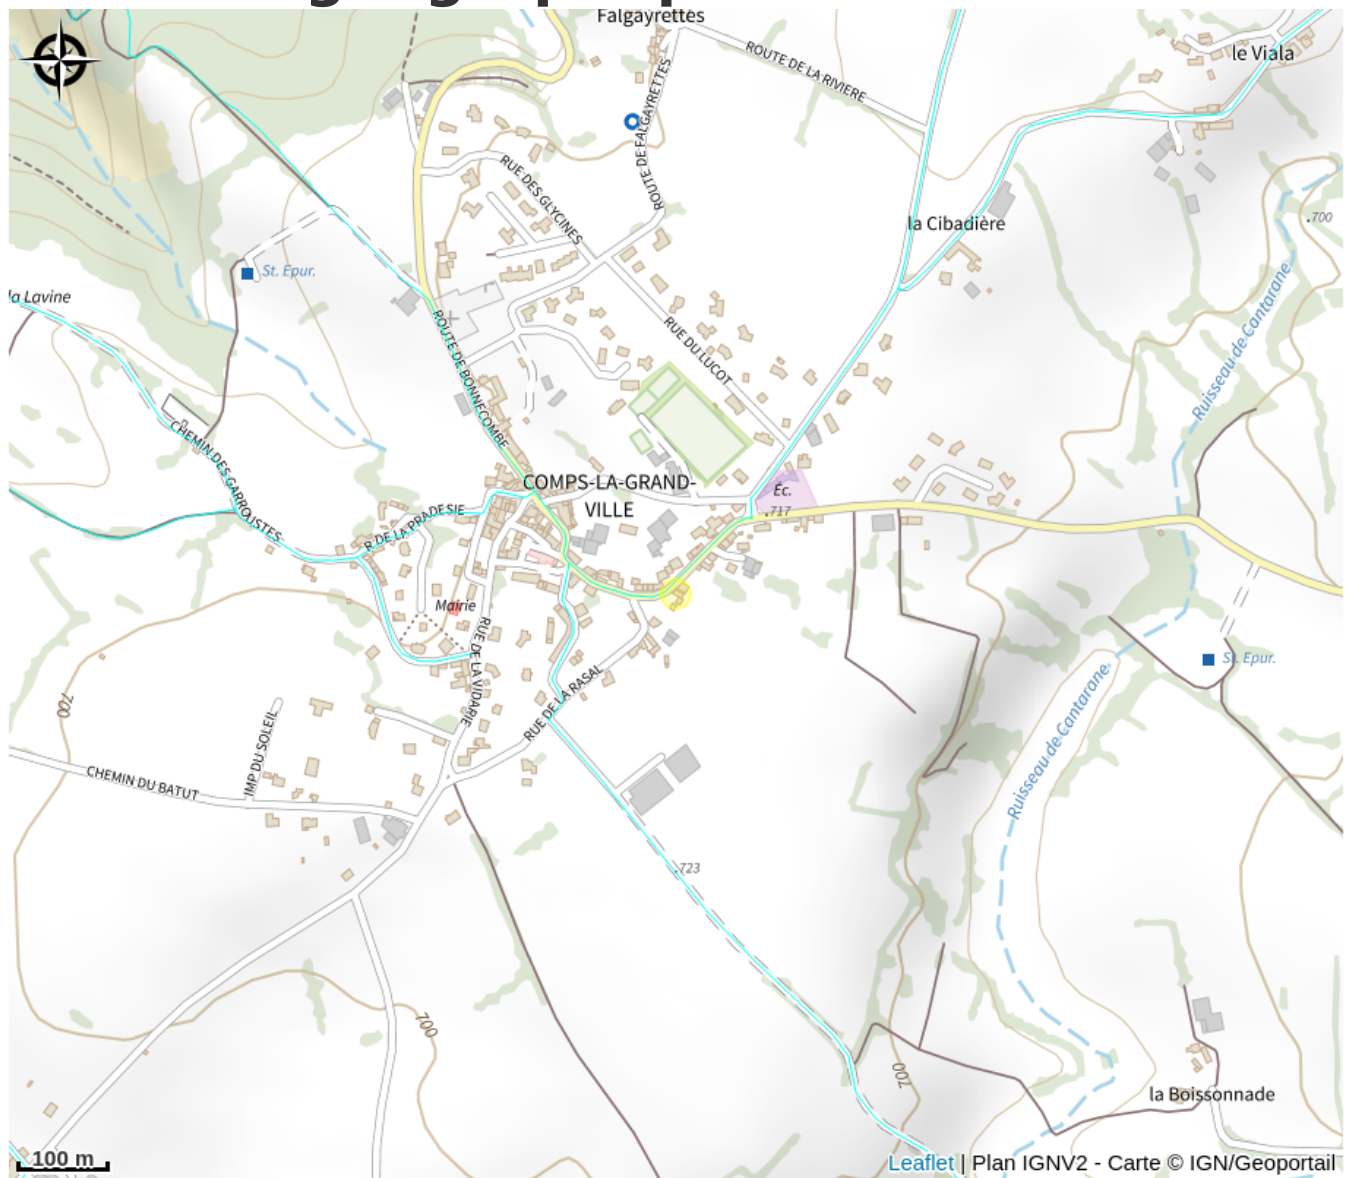 Falgayrettes
ROUTE DE LA RIVIERE
le Viala
ROUTE DE FALGAYRETTES
RUE DES GLYCINES
la Cibadière
.700
St. Epur.
la Lavine
ROUTE DE BONNECOMBE
RUE DU LUCOT
Ruisseau de Cantarane
CHEMIN DES GARROUSTES
COMPS-LA-GRAND-
VILLE
Éc.
.717
R DE LA PRADESIE
Mairie
RUE DE LA VIDARIE
RUE DE LA RASAL
St. Epur.
Ruisseau de Cantarane
700
IMP DU SOLEIL
CHEMIN DU BATUT
.723
700
700
la Boissonnade
100 m
Leaflet | Plan IGNV2 - Carte © IGN/Geoportail